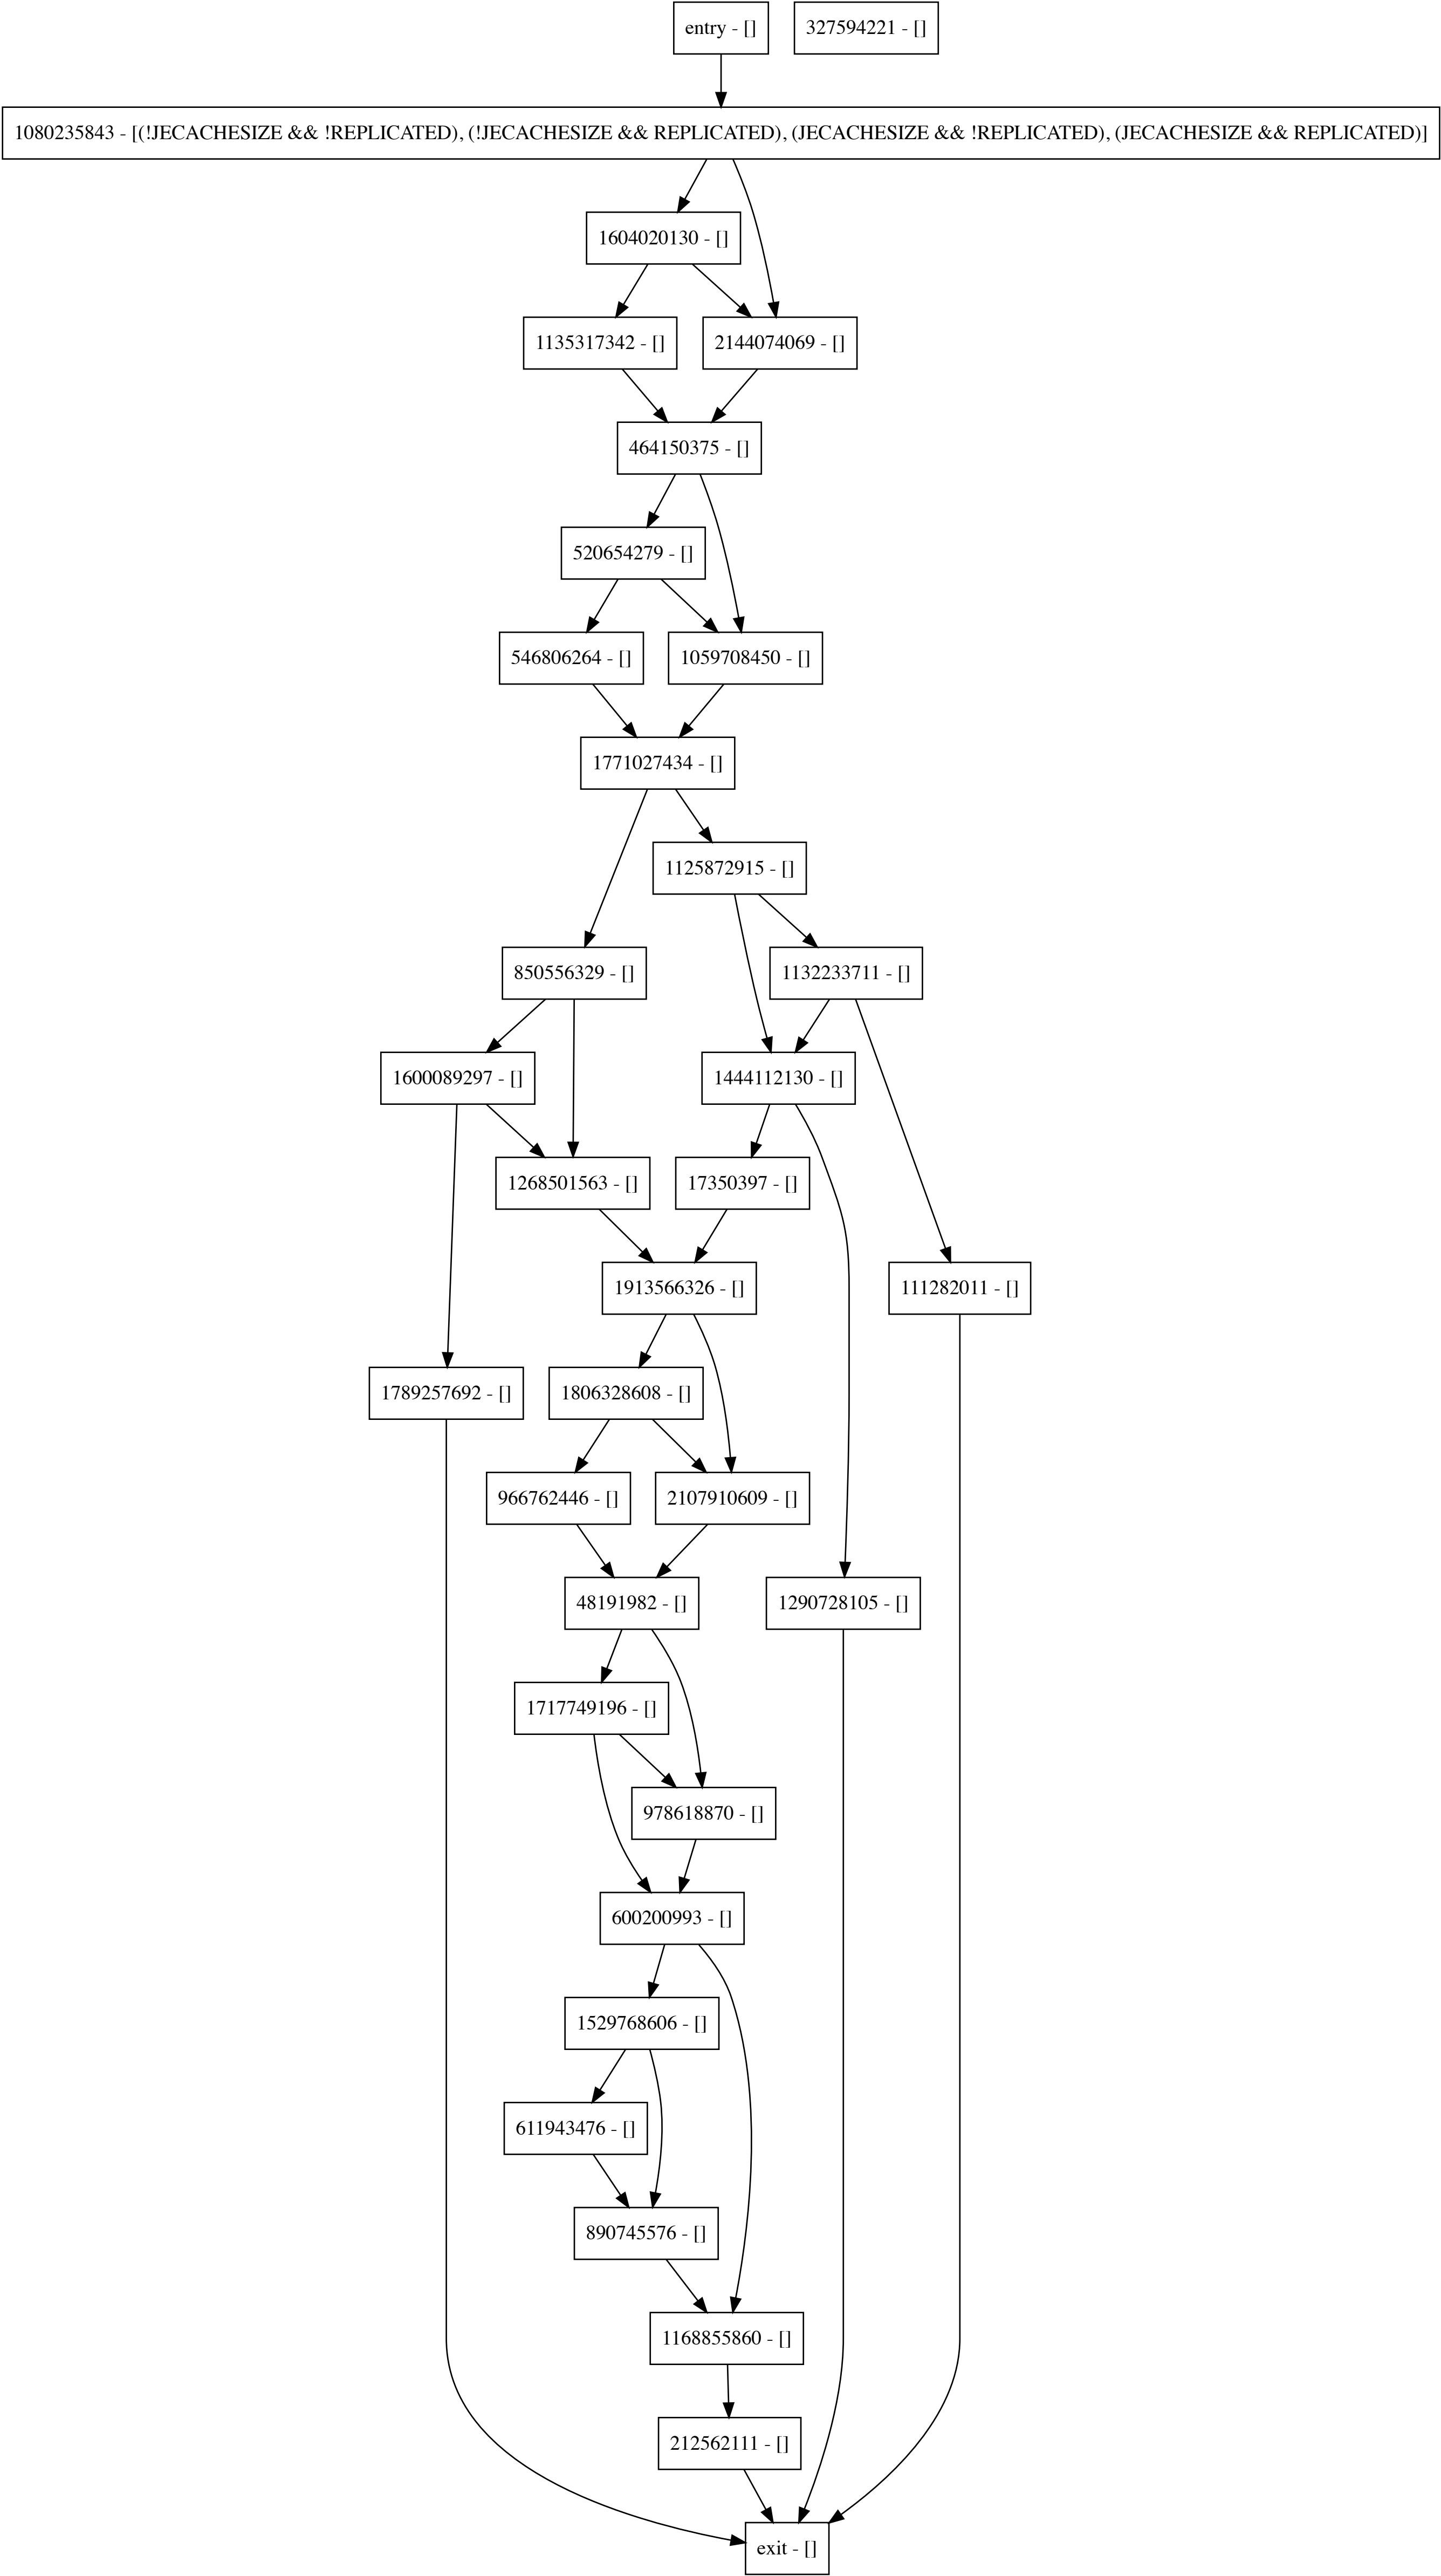 entry - []
327594221 - []
1080235843 - [(!JECACHESIZE && !REPLICATED), (!JECACHESIZE && REPLICATED), (JECACHESIZE && !REPLICATED), (JECACHESIZE && REPLICATED)]
1604020130 - []
1135317342 - []
2144074069 - []
464150375 - []
520654279 - []
546806264 - []
1059708450 - []
1771027434 - []
1125872915 - []
850556329 - []
1132233711 - []
1600089297 - []
1444112130 - []
1268501563 - []
17350397 - []
1913566326 - []
111282011 - []
1789257692 - []
1806328608 - []
966762446 - []
2107910609 - []
48191982 - []
1290728105 - []
1717749196 - []
978618870 - []
600200993 - []
1529768606 - []
611943476 - []
890745576 - []
1168855860 - []
212562111 - []
exit - []